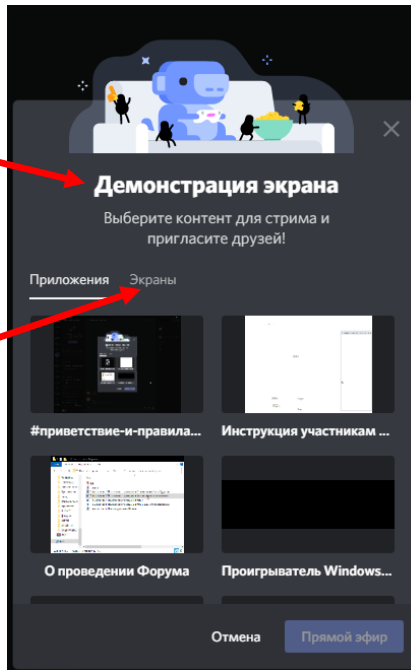 Демонстрация экрана
Выберите контент для стрима и
пригласите друзей!
Приложения Экраны
#приветствие-и-правила... Инструкция участникам ...
О проведении Форума Проигрыватель Windows...
Отмена Прямой эфир